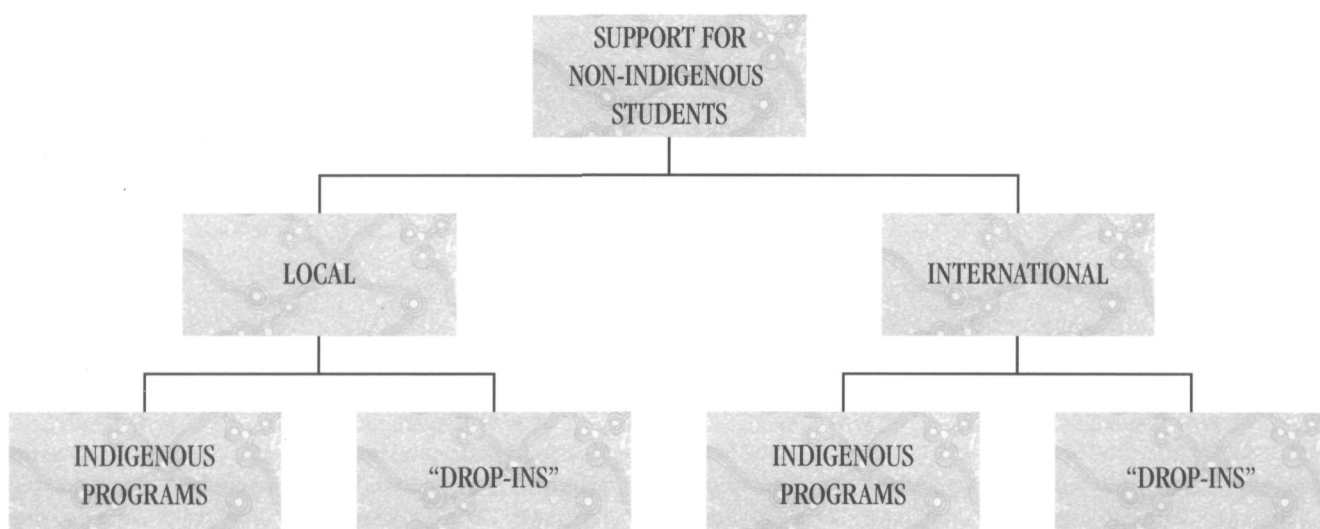 SUPPORT FOR
NON-INDIGENOUS
STUDENTS
LOCAL
INTERNATIONAL
INDIGENOUS
PROGRAMS
“DROP-INS”
INDIGENOUS
PROGRAMS
“DROP-INS”